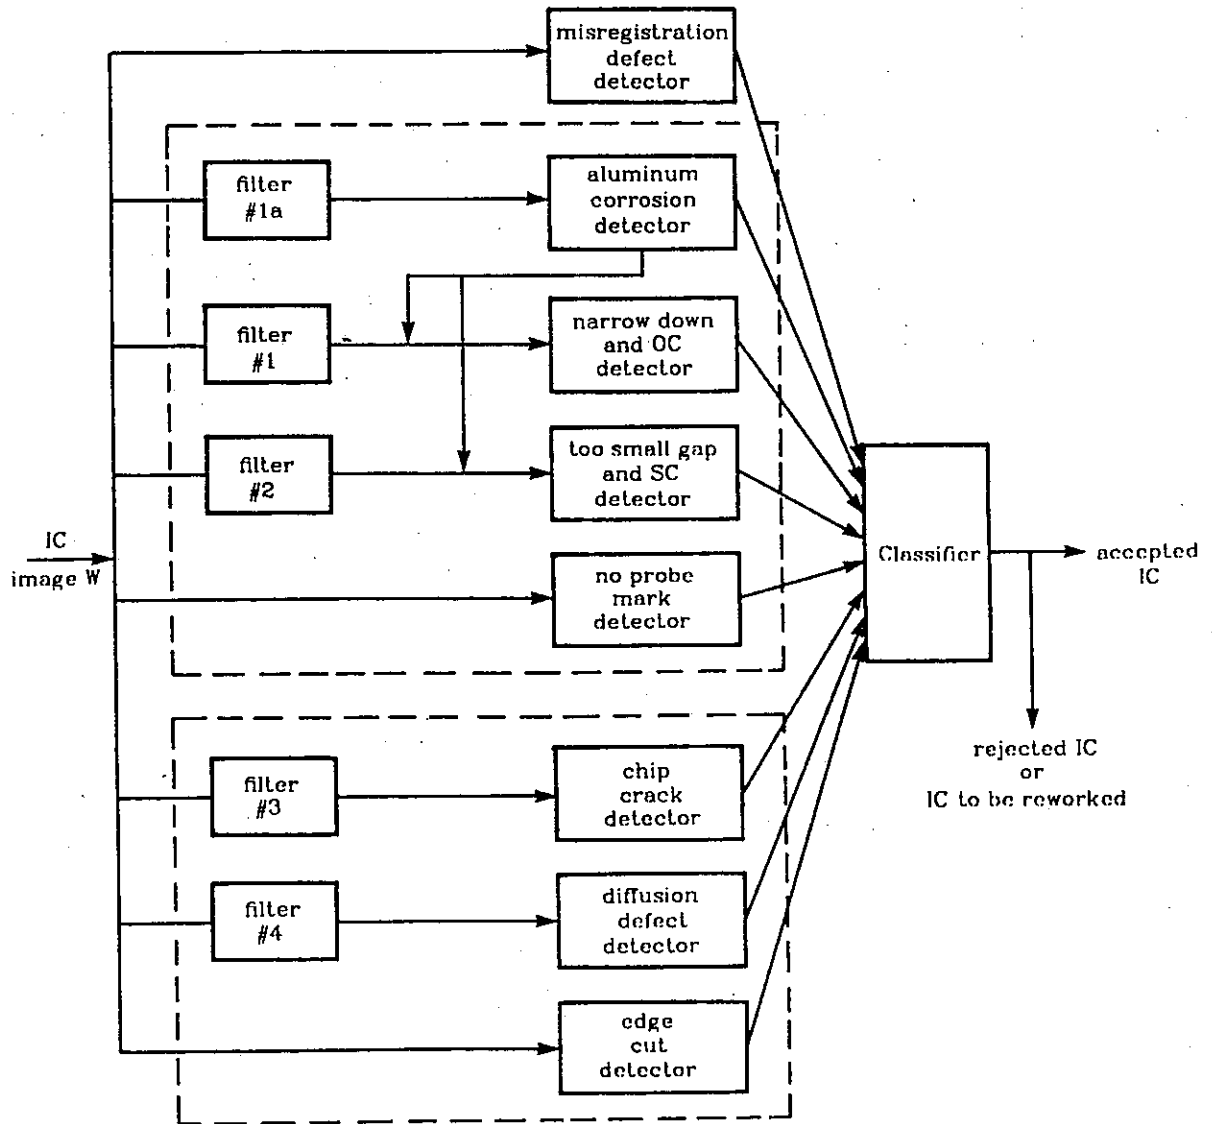 misregistration
defect
detector
filter
#1a
aluminum
corrosion
detector
filter
#1
narrow down
and OC
detector
filter
#2
too small gap
and SC
detector
IC
image W
no probe
mark
detector
Classifier
accepted
IC
rejected IC
or
IC to be reworked
filter
#3
chip
crack
detector
filter
#4
diffusion
defect
detector
edge
cut
detector